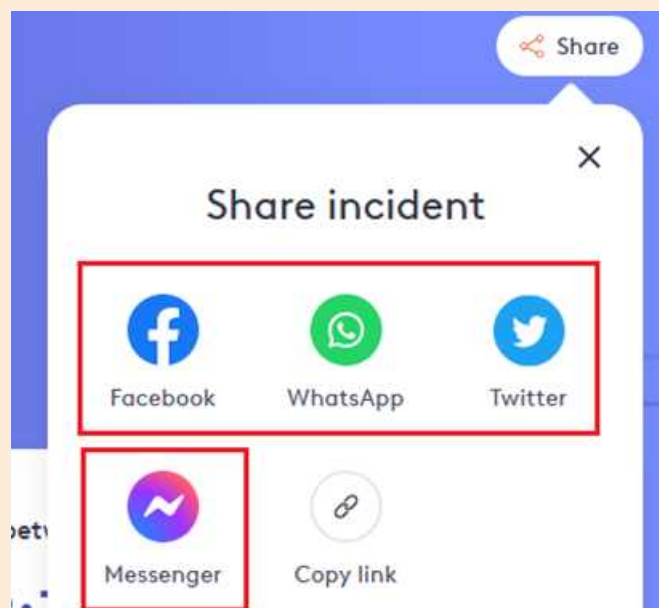 Share
Share incident
Facebook WhatsApp Twitter
Messenger Copy link